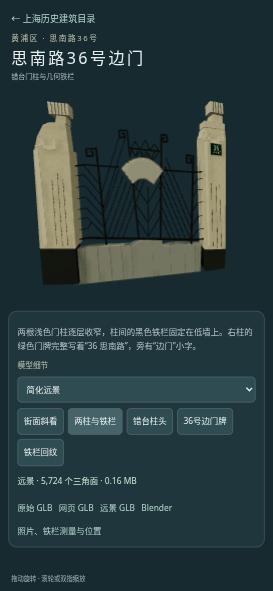 ← 上海历史建筑目录
黄浦区 · 思南路36号
思南路36号边门
错台门柱与几何铁栏
36
两根浅色门柱逐层收窄，柱间的黑色铁栏固定在低墙上。右柱的
绿色门牌完整写着“36 思南路”，旁有“边门”小字。
模型细节
简化远景
街面斜看 两柱与铁栏 错台柱头 36号边门牌
铁栏回纹
远景 · 5,724 个三角面 · 0.16 MB
原始 GLB 网页 GLB 远景 GLB Blender
照片、铁栏测量与位置
拖动旋转 · 滚轮或双指缩放